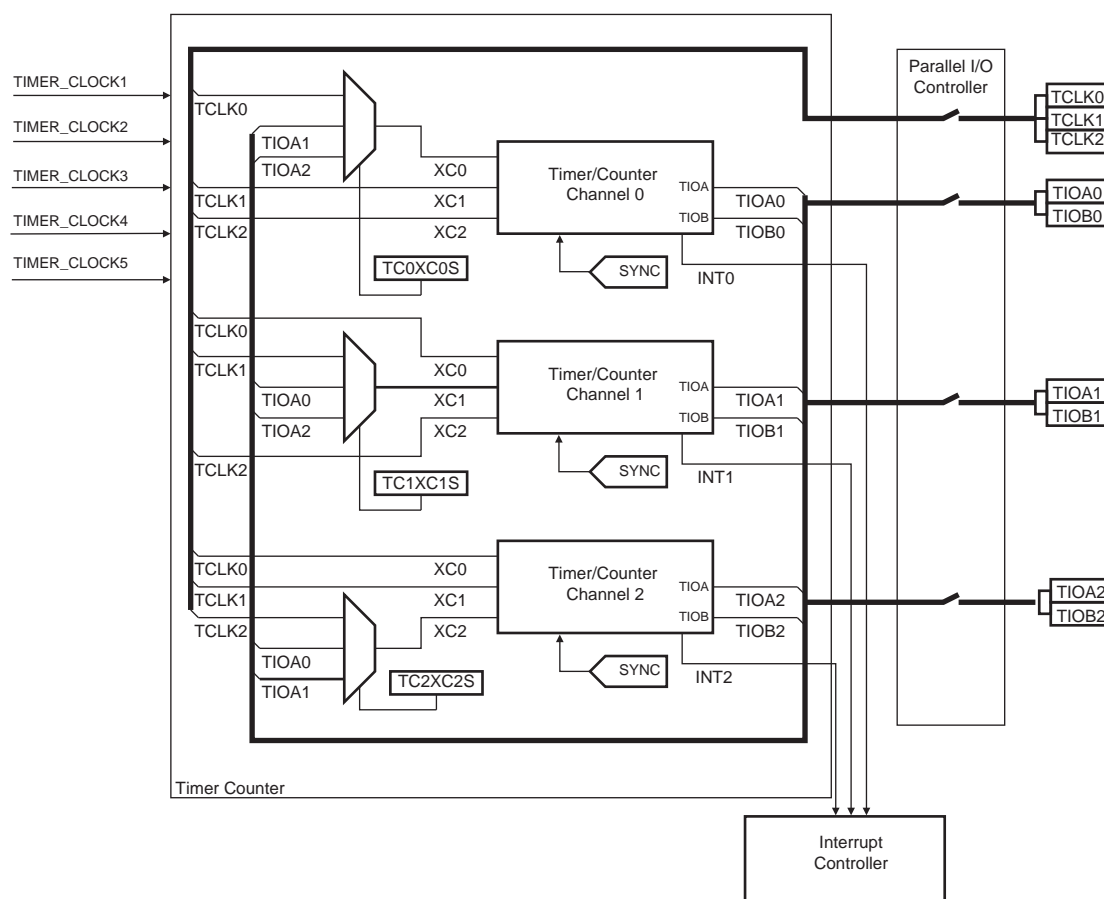 TIMER_CLOCK1
TIMER_CLOCK2
TIMER_CLOCK3
TIMER_CLOCK4
TIMER_CLOCK5
TCLK0
TIOA1
TIOA2
TCLK1
TCLK2
XC0
XC1
XC2
TC0XC0S
Timer/Counter
Channel 0
TIOA
TIOB
TIOA0
TIOB0
SYNC
INT0
TCLK0
TCLK1
TIOA0
TIOA2
TCLK2
XC0
XC1
XC2
TC1XC1S
Timer/Counter
Channel 1
TIOA
TIOB
TIOA1
TIOB1
SYNC
INT1
TCLK0
TCLK1
TCLK2
TIOA0
TIOA1
XC0
XC1
XC2
TC2XC2S
Timer/Counter
Channel 2
TIOA
TIOB
TIOA2
TIOB2
SYNC
INT2
Timer Counter
Parallel I/O
Controller
TCLK0
TCLK1
TCLK2
TIOA0
TIOB0
TIOA1
TIOB1
TIOA2
TIOB2
Interrupt
Controller